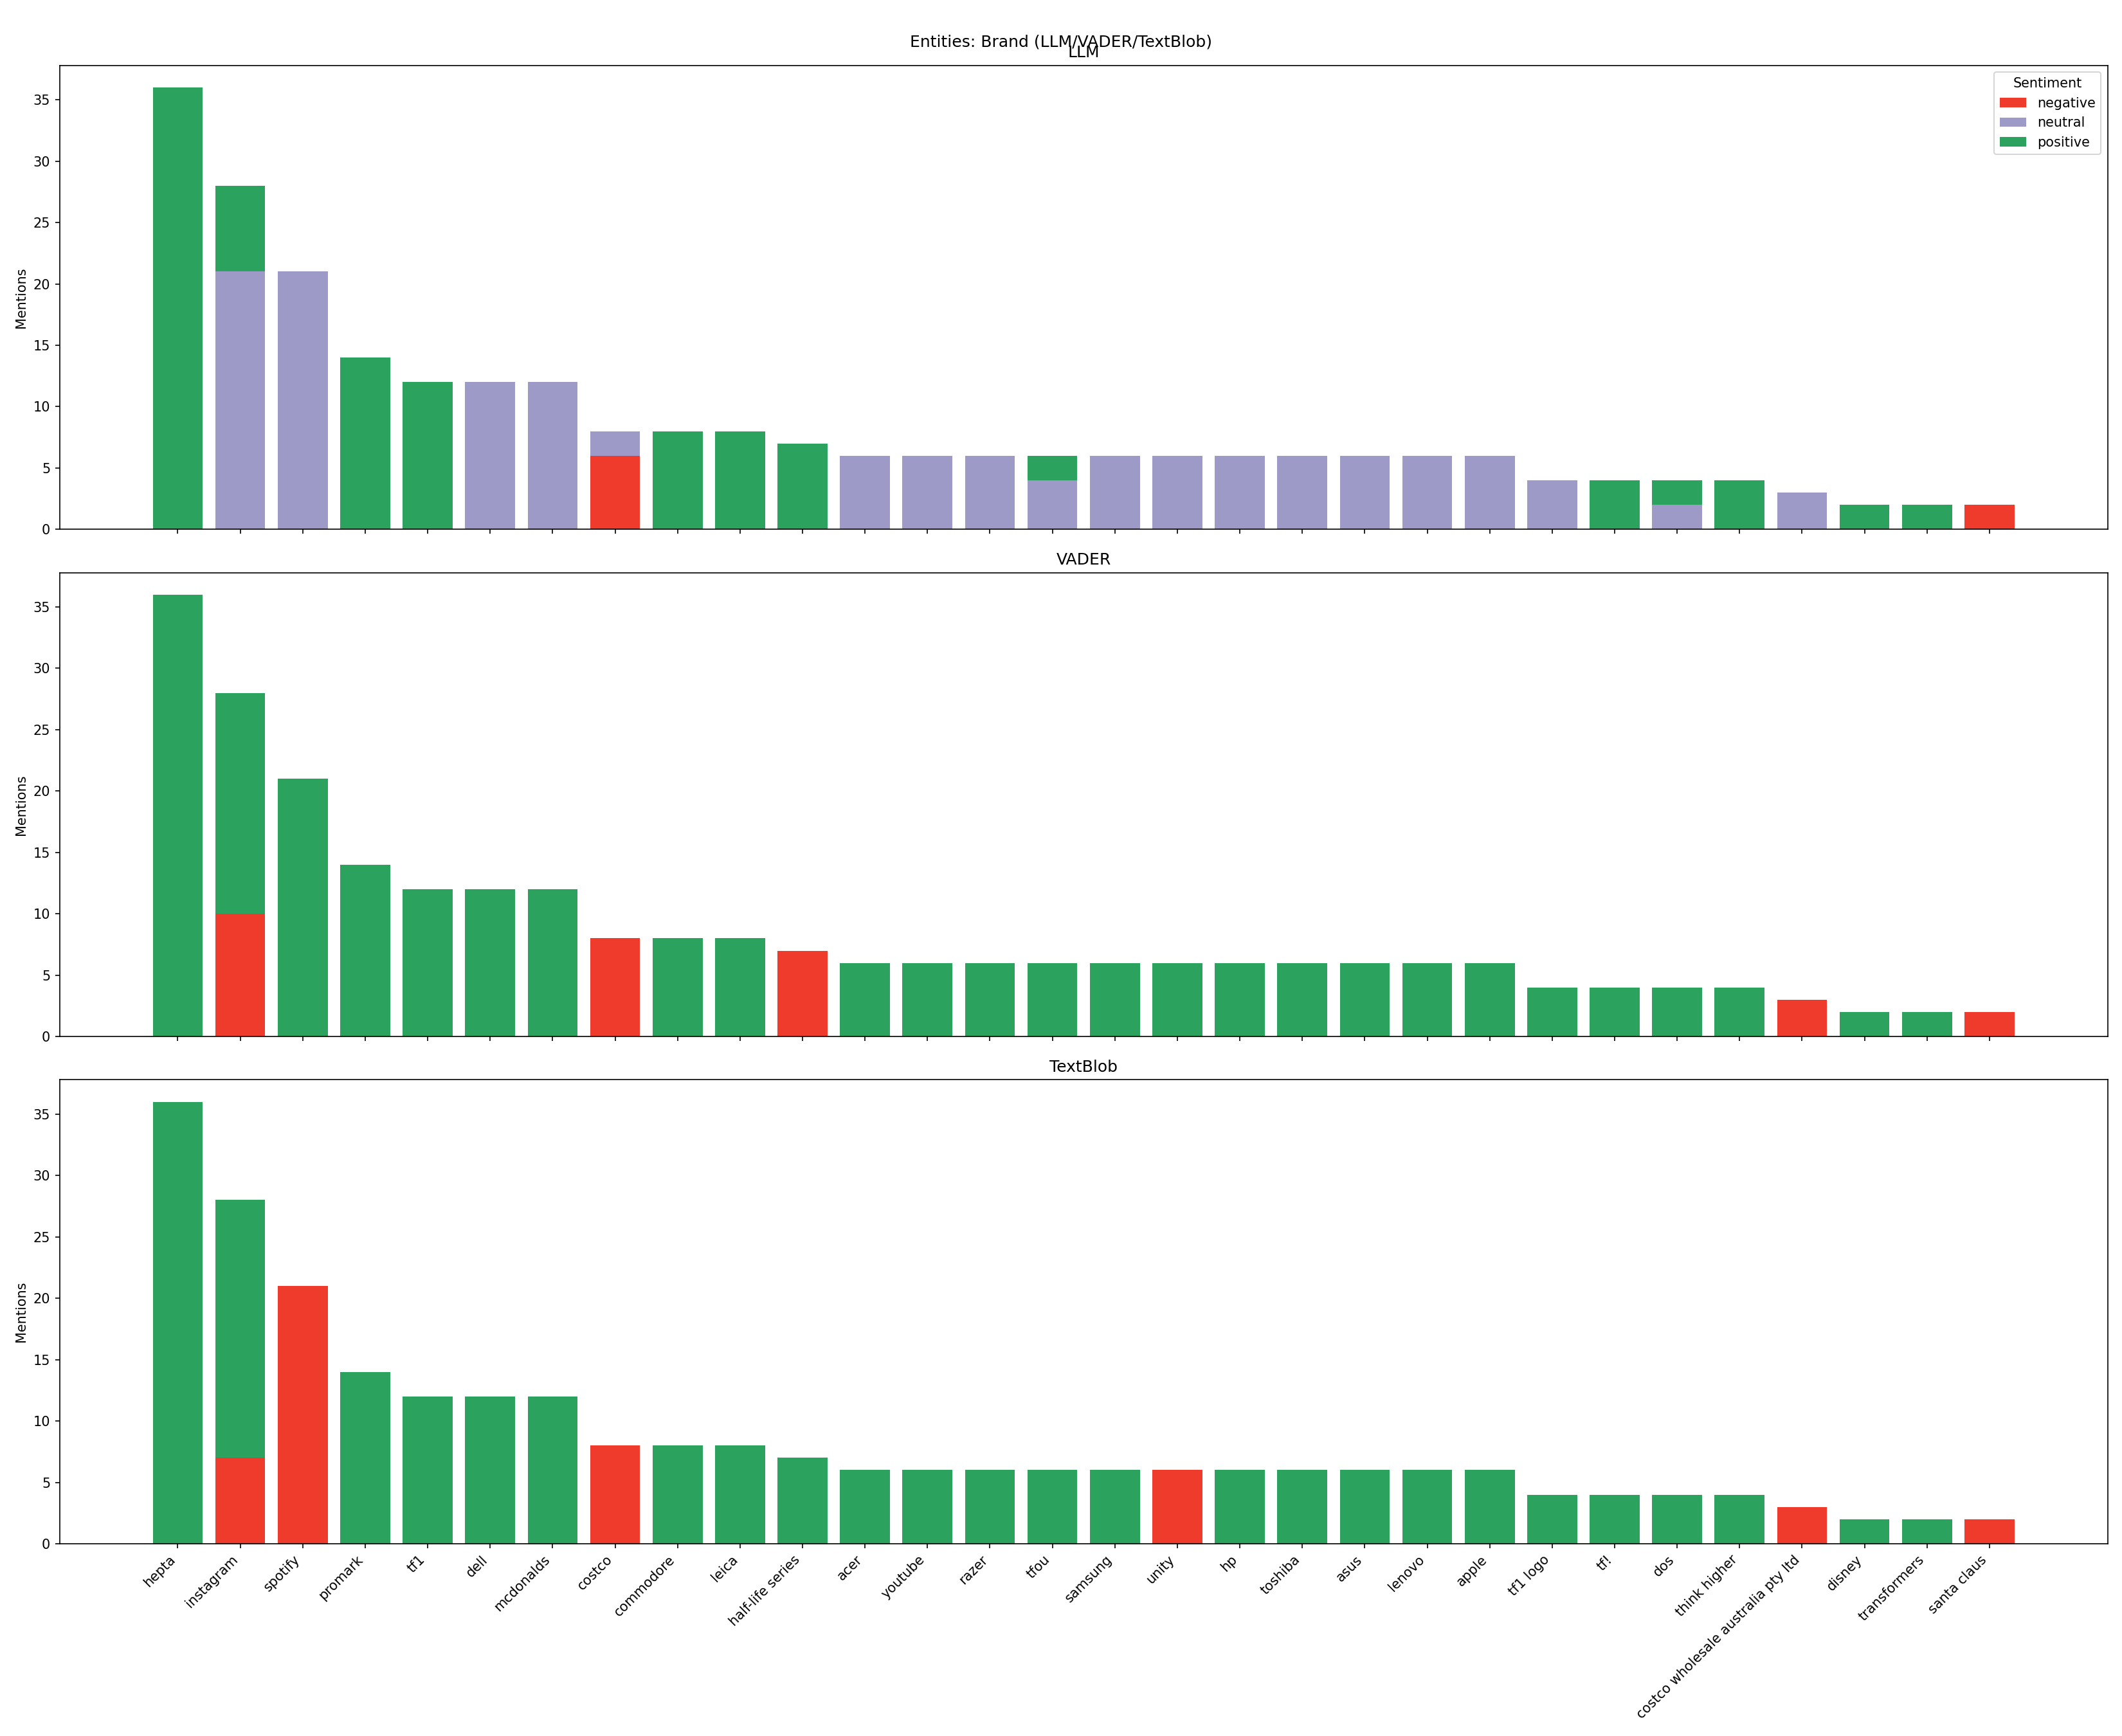 Entities: Brand (LLM/VADER/TextBlob)
LLM
Sentiment
negative
neutral
positive
Mentions
35
30
25
20
15
10
5
0
VADER
Mentions
35
30
25
20
15
10
5
0
TextBlob
Mentions
35
30
25
20
15
10
5
0
hepta
instagram
spotify
promark
tf1
dell
mcdonalds
costco
commodore
leica
half-life series
acer
youtube
razer
tfou
samsung
unity
hp
toshiba
asus
lenovo
apple
tf1 logo
tf!
dos
think higher
costco wholesale australia pty ltd
disney
transformers
santa claus